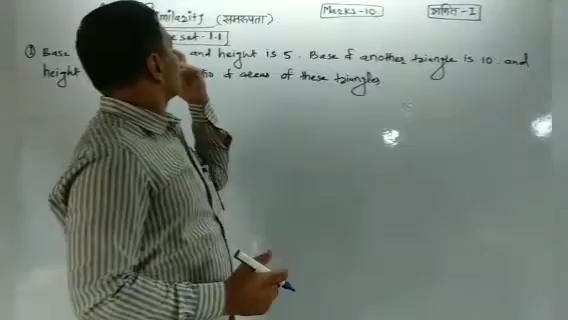 Similarity (समरूपता). Marks-10 गणित-I
set-1.1
① Base and height is 5. Base of another triangle is 10 and
height of areas of these triangles.